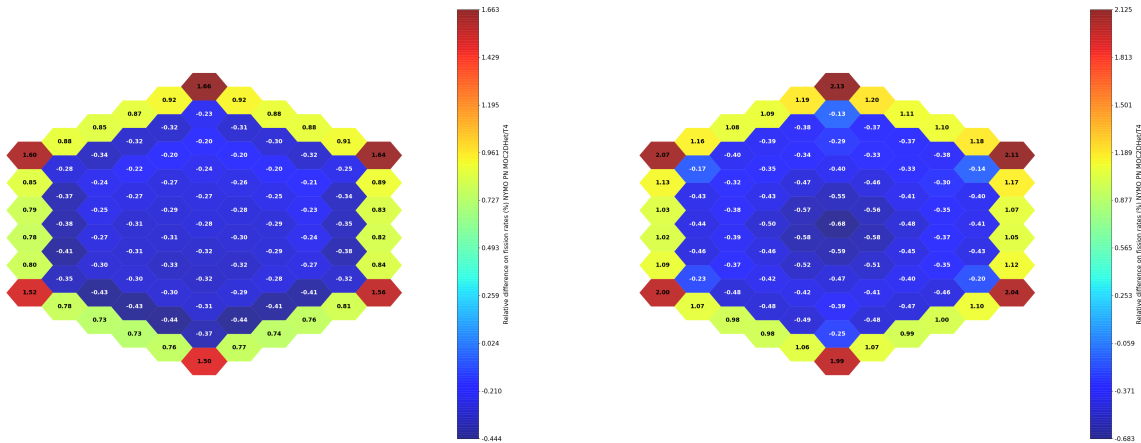 1.66
0.92 0.92
0.87 -0.23 0.88
0.85 -0.32 -0.31 0.88
0.88 -0.32 -0.20 -0.30 0.91
1.60 -0.34 -0.20 -0.20 -0.32 1.64
-0.28 -0.22 -0.24 -0.20 -0.25
0.85 -0.24 -0.24 -0.26 -0.21 0.89
-0.37 -0.27 -0.27 -0.26 -0.34
0.79 -0.25 -0.26 -0.28 -0.23 0.83
-0.38 -0.31 -0.28 -0.29 -0.35
0.78 -0.27 -0.28 -0.30 -0.24 0.82
-0.41 -0.31 -0.30 -0.29 -0.38
0.80 -0.30 -0.33 -0.32 -0.27 0.84
-0.35 -0.30 -0.32 -0.28 -0.32
1.52 -0.43 -0.30 -0.29 -0.41 1.56
0.78 -0.43 -0.31 -0.41 0.81
0.73 -0.44 -0.44 0.76
0.73 -0.37 0.74
0.76 0.77
1.50
1.663
1.429
1.195
0.961
0.727
0.493
0.259
0.024
-0.210
-0.444
Relative difference on fission rates (%) NYMO PN MOC2DHet/T4
2.13
1.19 1.20
1.09 -0.13 1.11
1.08 -0.38 -0.37 1.10
1.16 -0.39 -0.29 -0.37 1.18
2.07 -0.40 -0.34 -0.33 -0.38 2.11
-0.17 -0.35 -0.40 -0.33 -0.14
1.13 -0.32 -0.47 -0.46 -0.30 1.17
-0.43 -0.43 -0.55 -0.41 -0.40
1.03 -0.38 -0.57 -0.56 -0.35 1.07
-0.44 -0.50 -0.68 -0.48 -0.41
1.02 -0.39 -0.58 -0.58 -0.37 1.05
-0.46 -0.46 -0.59 -0.45 -0.43
1.09 -0.37 -0.52 -0.51 -0.35 1.12
-0.23 -0.42 -0.47 -0.40 -0.20
2.00 -0.48 -0.42 -0.41 -0.46 2.04
1.07 -0.48 -0.39 -0.47 1.10
0.98 -0.49 -0.48 1.00
0.98 -0.25 0.99
1.06 1.07
1.99
2.125
1.813
1.501
1.189
0.877
0.565
0.253
-0.059
-0.371
-0.683
Relative difference on fission rates (%) NYMO PN MOC2DHet/T4